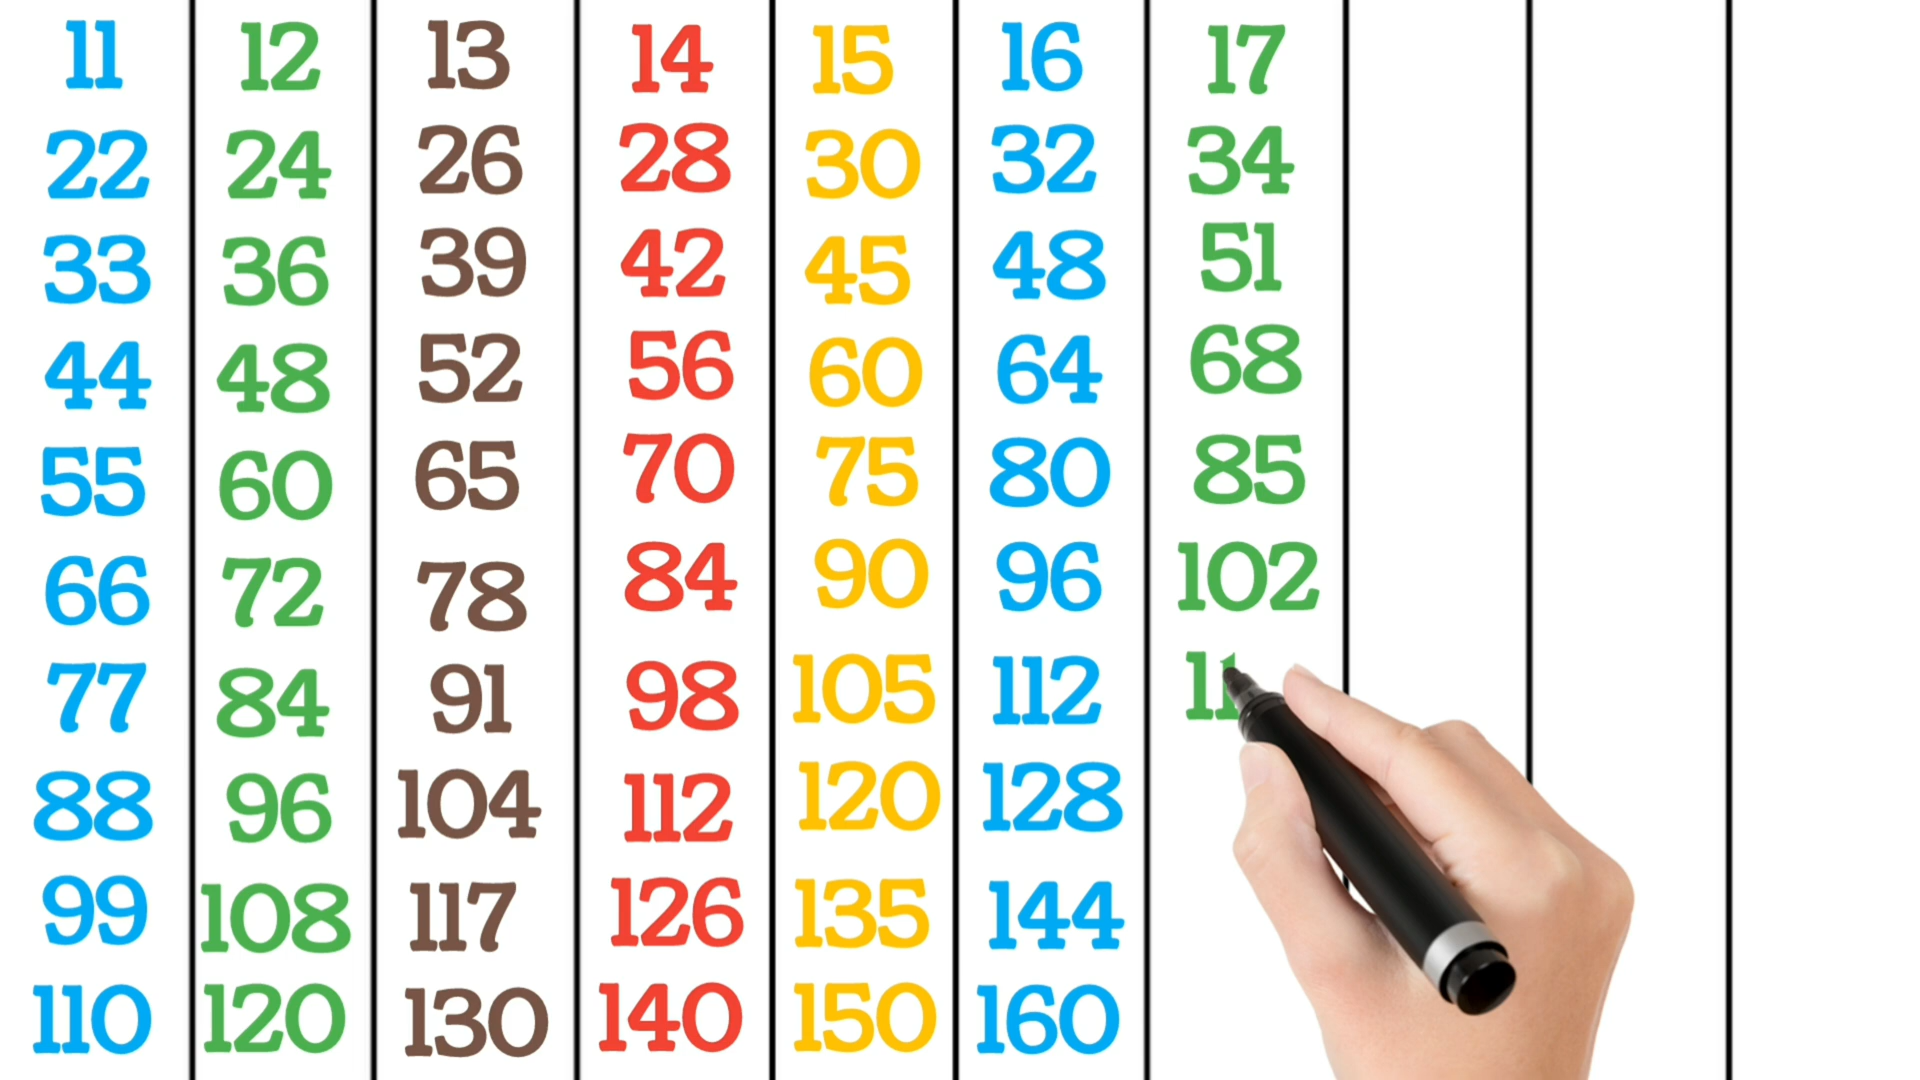 11 12 13 14 15 16 17
22 24 26 28 30 32 34
33 36 39 42 45 48 51
44 48 52 56 60 64 68
55 60 65 70 75 80 85
66 72 78 84 90 96 102
77 84 91 98 105 112 11
88 96 104 112 120 128
99 108 117 126 135 144
110 120 130 140 150 160